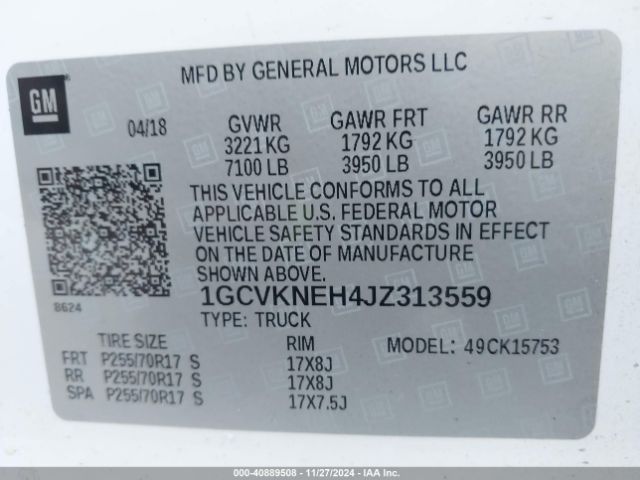 MFD BY GENERAL MOTORS LLC
GM
04/18
GVWR GAWR FRT GAWR RR
3221 KG 1792 KG 1792 KG
7100 LB 3950 LB 3950 LB
THIS VEHICLE CONFORMS TO ALL
APPLICABLE U.S. FEDERAL MOTOR
VEHICLE SAFETY STANDARDS IN EFFECT
ON THE DATE OF MANUFACTURE
SHOWN ABOVE.
8624
1GCVKNEH4JZ313559
TYPE: TRUCK
TIRE SIZE RIM MODEL: 49CK15753
FRT P255/70R17 S 17X8J
RR P255/70R17 S 17X8J
SPA P255/70R17 S 17X7.5J
000-40889508 - 11/27/2024 - IAA Inc.